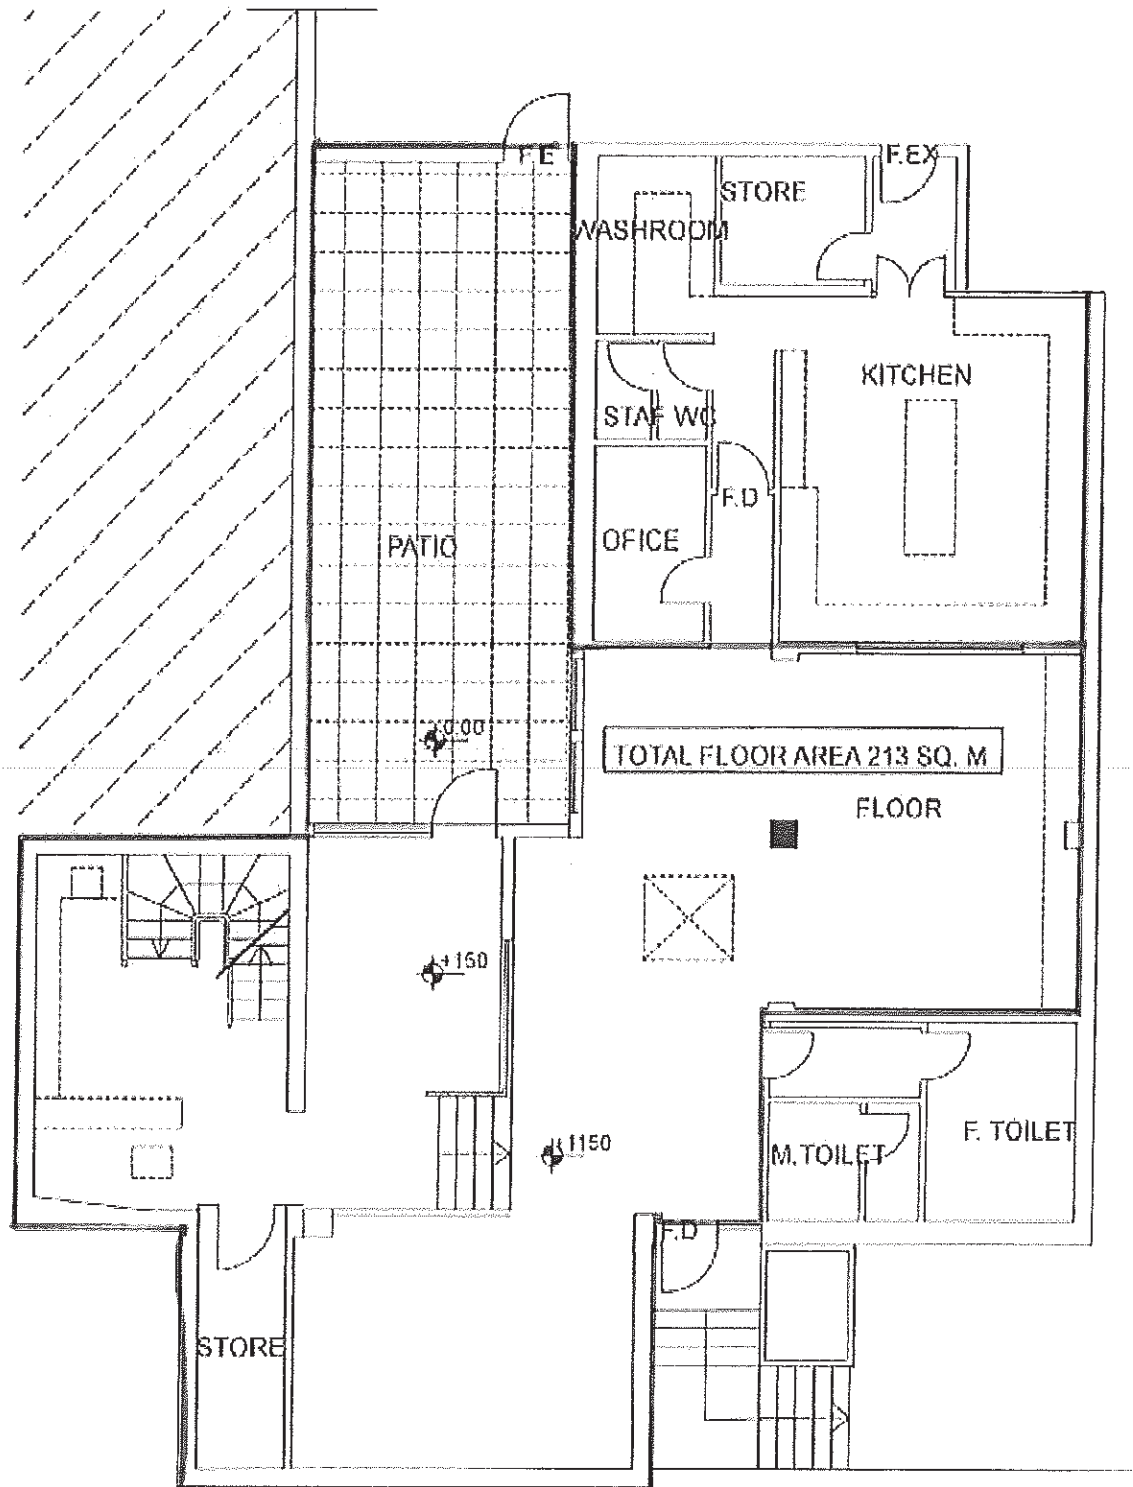 F.E
F.EX
STORE
WASHROOM
KITCHEN
STAF WC
F.D
OFICE
PATIO
0.00
TOTAL FLOOR AREA 213 SQ. M
FLOOR
+150
+1150
F. TOILET
M.TOILET
F.D
STORE